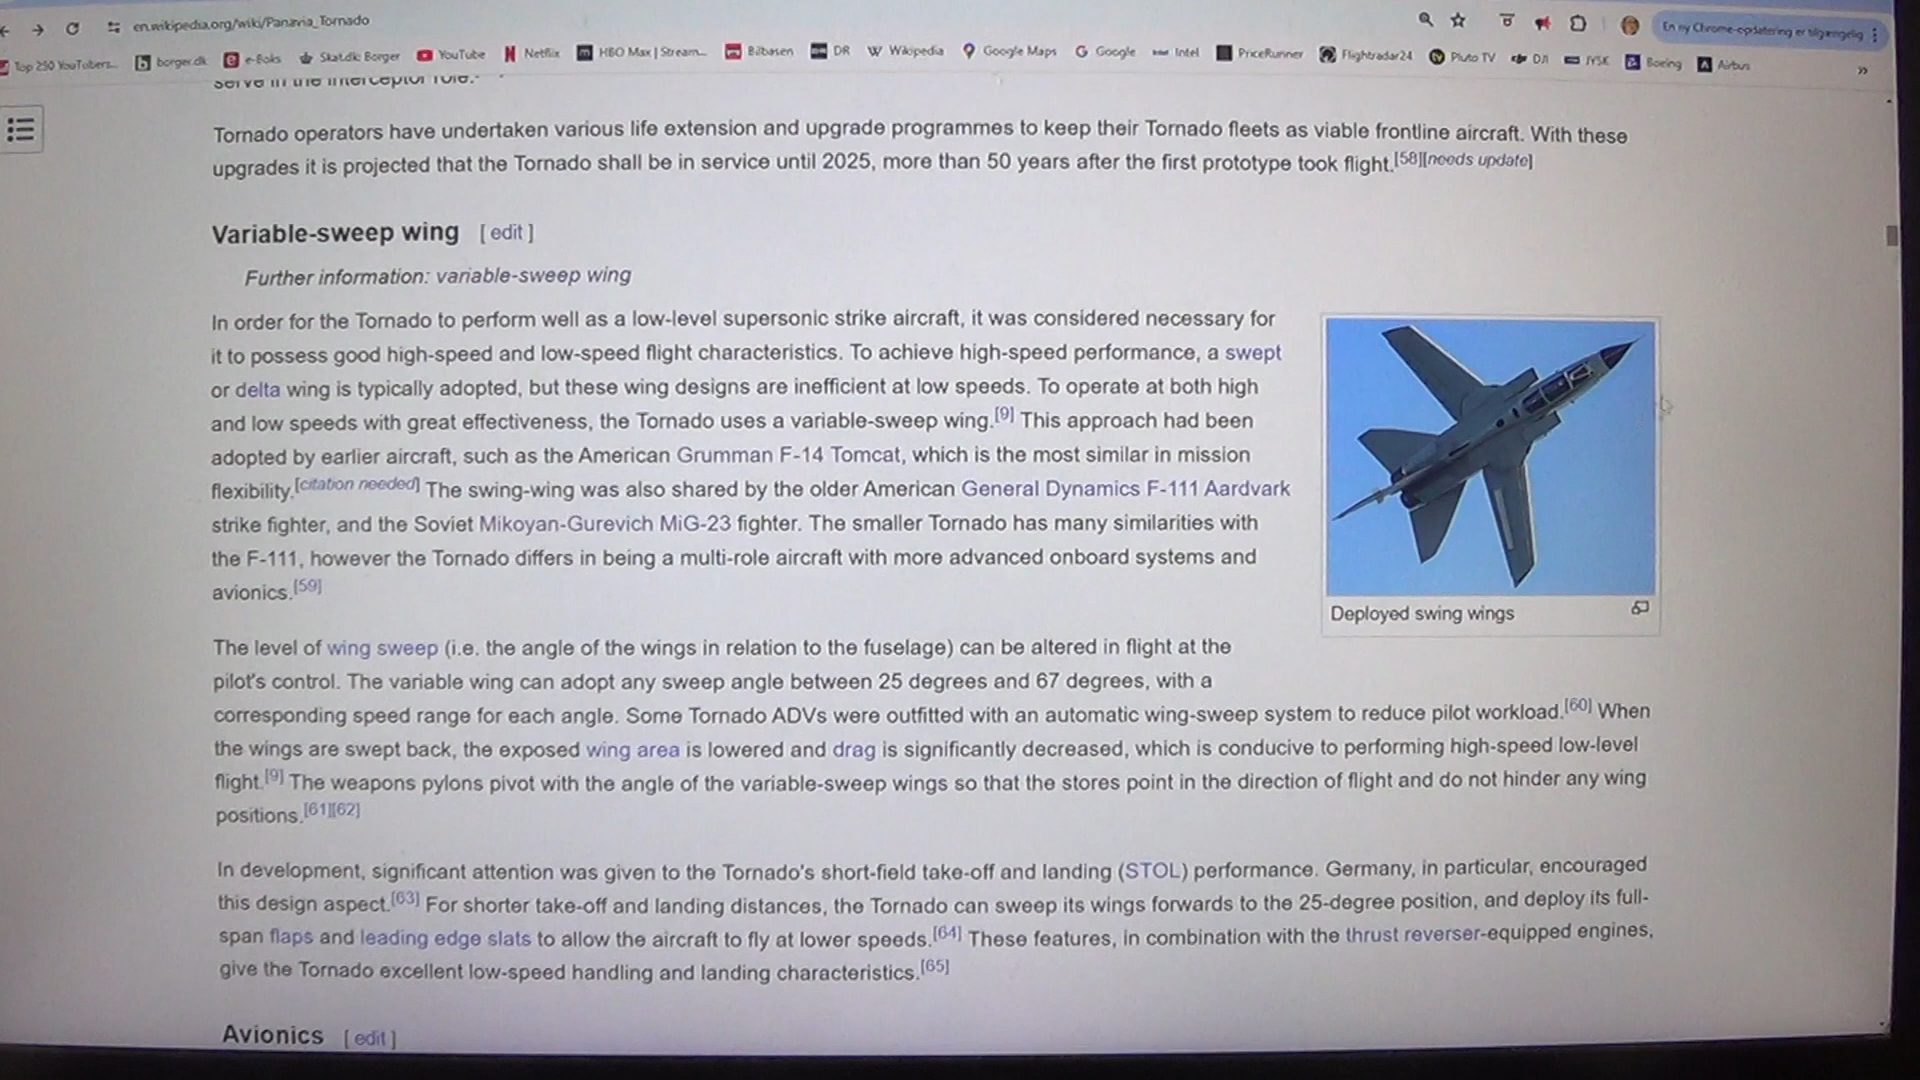 en.wikipedia.org/wiki/Panavia_Tornado
En ny Chrome-opdatering er tilgængelig
Top 250 YouTubers... borger.dk e-Boks Skat.dk: Borger YouTube Netflix HBO Max | Stream... Bilbasen DR Wikipedia Google Maps Google Intel PriceRunner Flightradar24 Pluto TV DJI JYSK Boeing Airbus »
serve in the interceptor role.
Tornado operators have undertaken various life extension and upgrade programmes to keep their Tornado fleets as viable frontline aircraft. With these
upgrades it is projected that the Tornado shall be in service until 2025, more than 50 years after the first prototype took flight.[58][needs update]
Variable-sweep wing [ edit ]
Further information: variable-sweep wing
In order for the Tornado to perform well as a low-level supersonic strike aircraft, it was considered necessary for
it to possess good high-speed and low-speed flight characteristics. To achieve high-speed performance, a swept
or delta wing is typically adopted, but these wing designs are inefficient at low speeds. To operate at both high
and low speeds with great effectiveness, the Tornado uses a variable-sweep wing.[9] This approach had been
adopted by earlier aircraft, such as the American Grumman F-14 Tomcat, which is the most similar in mission
flexibility.[citation needed] The swing-wing was also shared by the older American General Dynamics F-111 Aardvark
strike fighter, and the Soviet Mikoyan-Gurevich MiG-23 fighter. The smaller Tornado has many similarities with
the F-111, however the Tornado differs in being a multi-role aircraft with more advanced onboard systems and
avionics.[59]
Deployed swing wings
The level of wing sweep (i.e. the angle of the wings in relation to the fuselage) can be altered in flight at the
pilot's control. The variable wing can adopt any sweep angle between 25 degrees and 67 degrees, with a
corresponding speed range for each angle. Some Tornado ADVs were outfitted with an automatic wing-sweep system to reduce pilot workload.[60] When
the wings are swept back, the exposed wing area is lowered and drag is significantly decreased, which is conducive to performing high-speed low-level
flight.[9] The weapons pylons pivot with the angle of the variable-sweep wings so that the stores point in the direction of flight and do not hinder any wing
positions.[61][62]
In development, significant attention was given to the Tornado's short-field take-off and landing (STOL) performance. Germany, in particular, encouraged
this design aspect.[63] For shorter take-off and landing distances, the Tornado can sweep its wings forwards to the 25-degree position, and deploy its full-
span flaps and leading edge slats to allow the aircraft to fly at lower speeds.[64] These features, in combination with the thrust reverser-equipped engines,
give the Tornado excellent low-speed handling and landing characteristics.[65]
Avionics [ edit ]